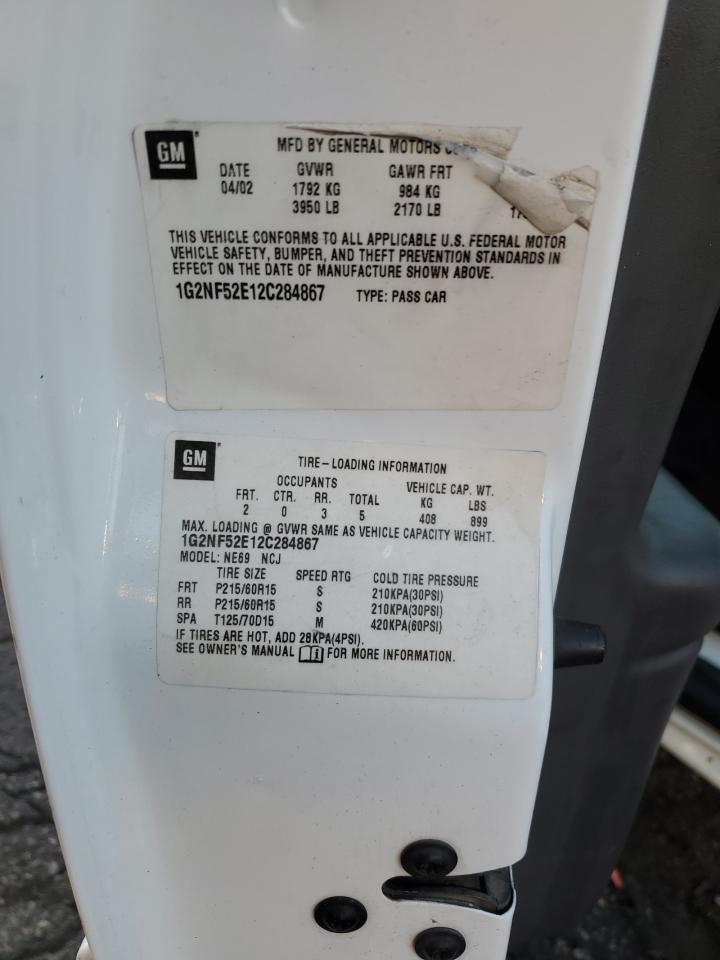 GM
MFD BY GENERAL MOTORS
DATE GVWR GAWR FRT
04/02 1792 KG 984 KG
3950 LB 2170 LB
THIS VEHICLE CONFORMS TO ALL APPLICABLE U.S. FEDERAL MOTOR
VEHICLE SAFETY, BUMPER, AND THEFT PREVENTION STANDARDS IN
EFFECT ON THE DATE OF MANUFACTURE SHOWN ABOVE.
1G2NF52E12C284867 TYPE: PASS CAR
GM
TIRE-LOADING INFORMATION
OCCUPANTS VEHICLE CAP. WT.
FRT. CTR. RR. TOTAL KG LBS
2 0 3 5 408 899
MAX. LOADING @ GVWR SAME AS VEHICLE CAPACITY WEIGHT.
1G2NF52E12C284867
MODEL: NE69 NCJ
TIRE SIZE SPEED RTG COLD TIRE PRESSURE
FRT P215/60R15 S 210KPA(30PSI)
RR P215/60R15 S 210KPA(30PSI)
SPA T125/70D15 M 420KPA(60PSI)
IF TIRES ARE HOT, ADD 28KPA(4PSI).
SEE OWNER'S MANUAL i FOR MORE INFORMATION.